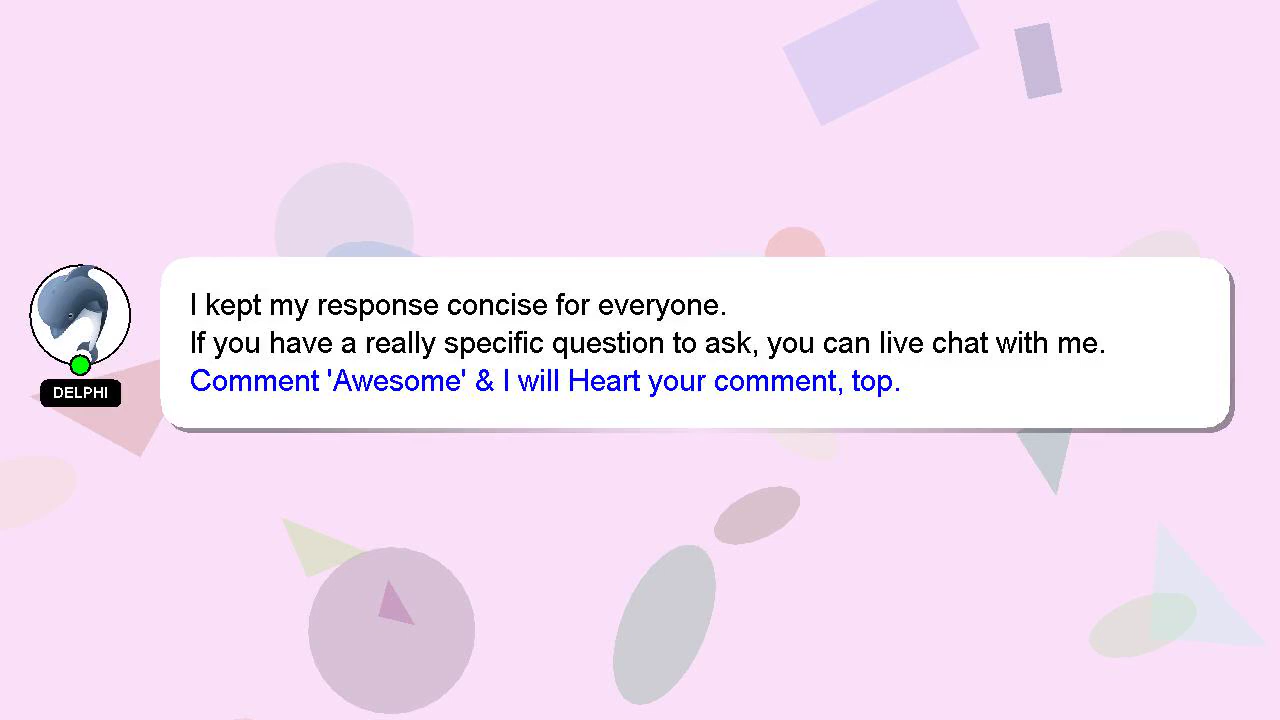 I kept my response concise for everyone.
If you have a really specific question to ask, you can live chat with me.
Comment 'Awesome' & I will Heart your comment, top.
DELPHI